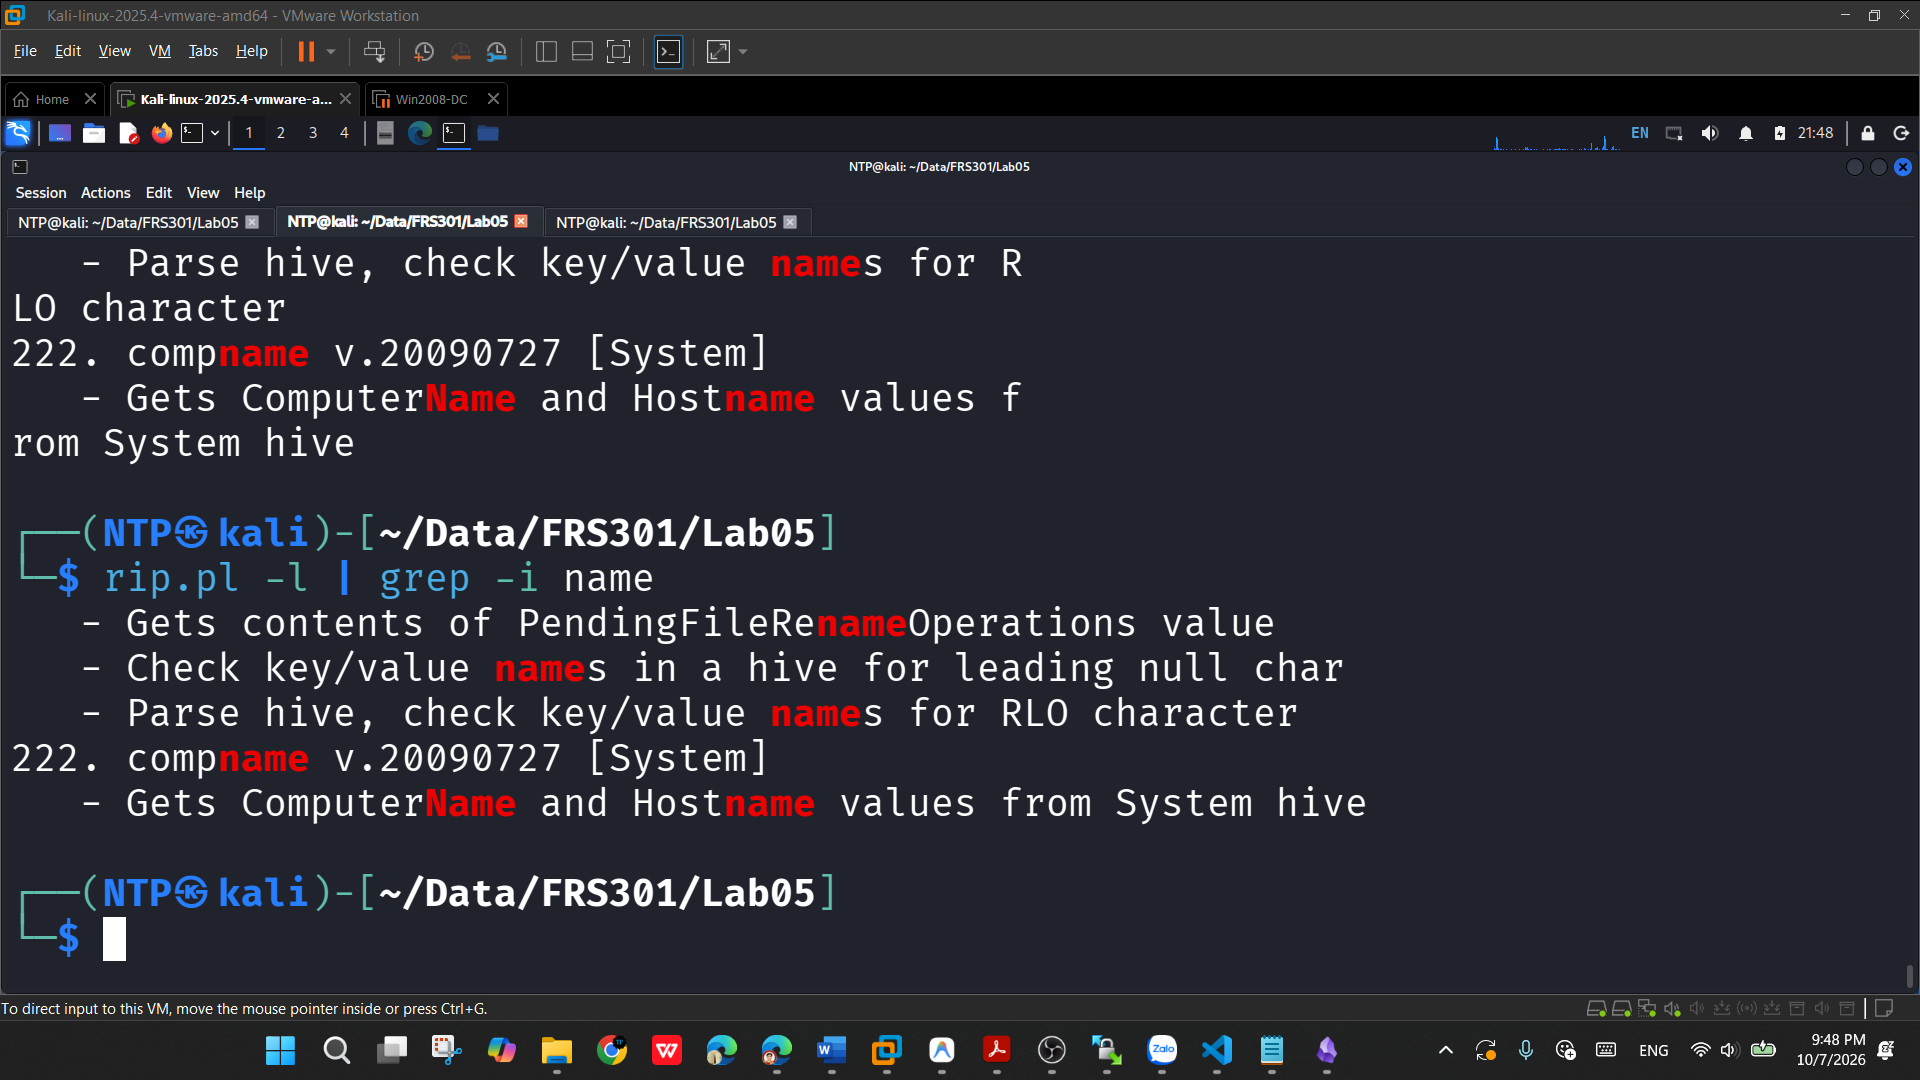 Kali-linux-2025.4-vmware-amd64 - VMware Workstation
File Edit View VM Tabs Help
Home Kali-linux-2025.4-vmware-a... Win2008-DC
1 2 3 4 EN 21:48
NTP@kali: ~/Data/FRS301/Lab05
Session Actions Edit View Help
NTP@kali: ~/Data/FRS301/Lab05 NTP@kali: ~/Data/FRS301/Lab05 NTP@kali: ~/Data/FRS301/Lab05
- Parse hive, check key/value names for R
LO character
222. compname v.20090727 [System]
- Gets ComputerName and Hostname values f
rom System hive
┌──(NTP㉿kali)-[~/Data/FRS301/Lab05]
└─$ rip.pl -l | grep -i name
- Gets contents of PendingFileRenameOperations value
- Check key/value names in a hive for leading null char
- Parse hive, check key/value names for RLO character
222. compname v.20090727 [System]
- Gets ComputerName and Hostname values from System hive
┌──(NTP㉿kali)-[~/Data/FRS301/Lab05]
└─$
To direct input to this VM, move the mouse pointer inside or press Ctrl+G.
Zalo
ENG
9:48 PM
10/7/2026